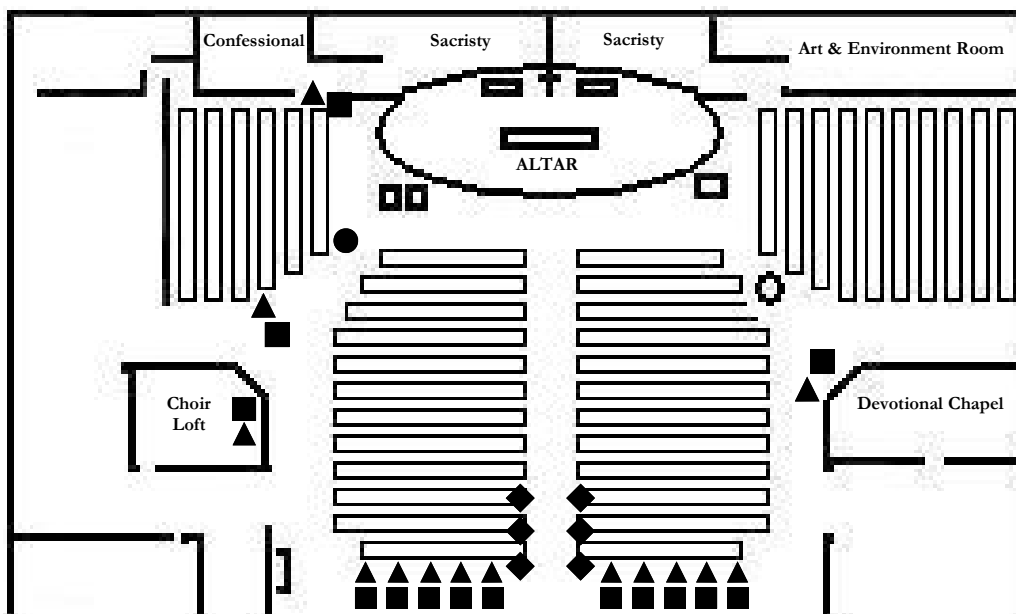 Confessional
Sacristy
Sacristy
Art & Environment Room
ALTAR
Choir
Loft
Devotional Chapel